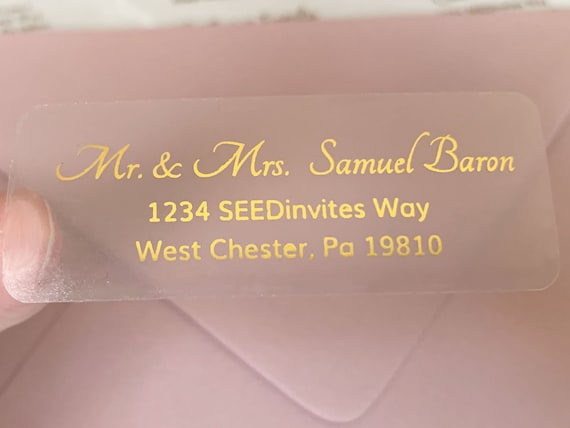 Mr. & Mrs. Samuel Baron
1234 SEEDinvites Way
West Chester, Pa 19810